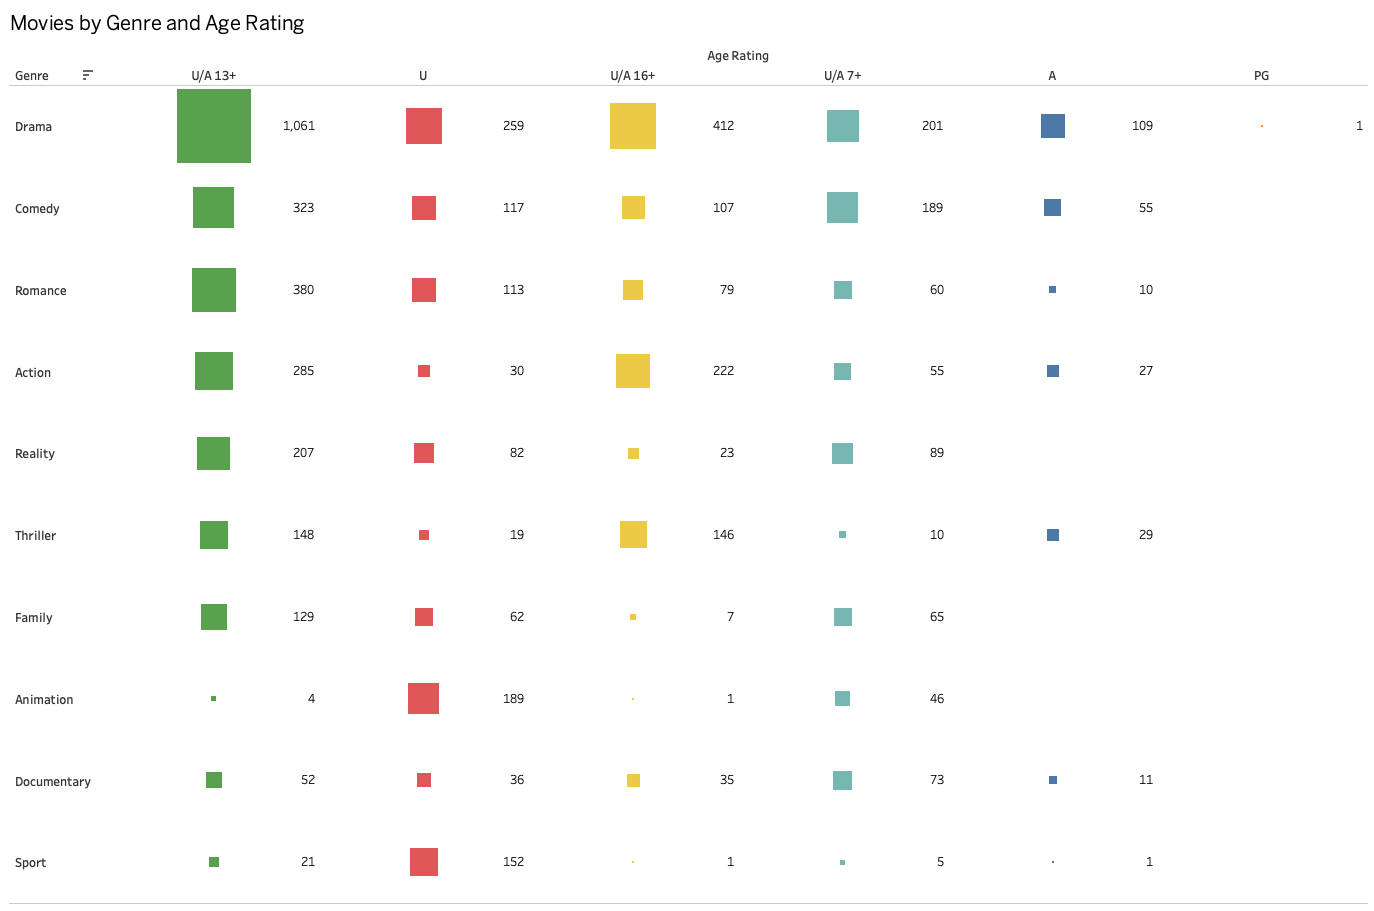 Movies by Genre and Age Rating
Age Rating
Genre U/A 13+ U U/A 16+ U/A 7+ A PG
Drama 1,061 259 412 201 109 1
Comedy 323 117 107 189 55
Romance 380 113 79 60 10
Action 285 30 222 55 27
Reality 207 82 23 89
Thriller 148 19 146 10 29
Family 129 62 7 65
Animation 4 189 1 46
Documentary 52 36 35 73 11
Sport 21 152 1 5 1